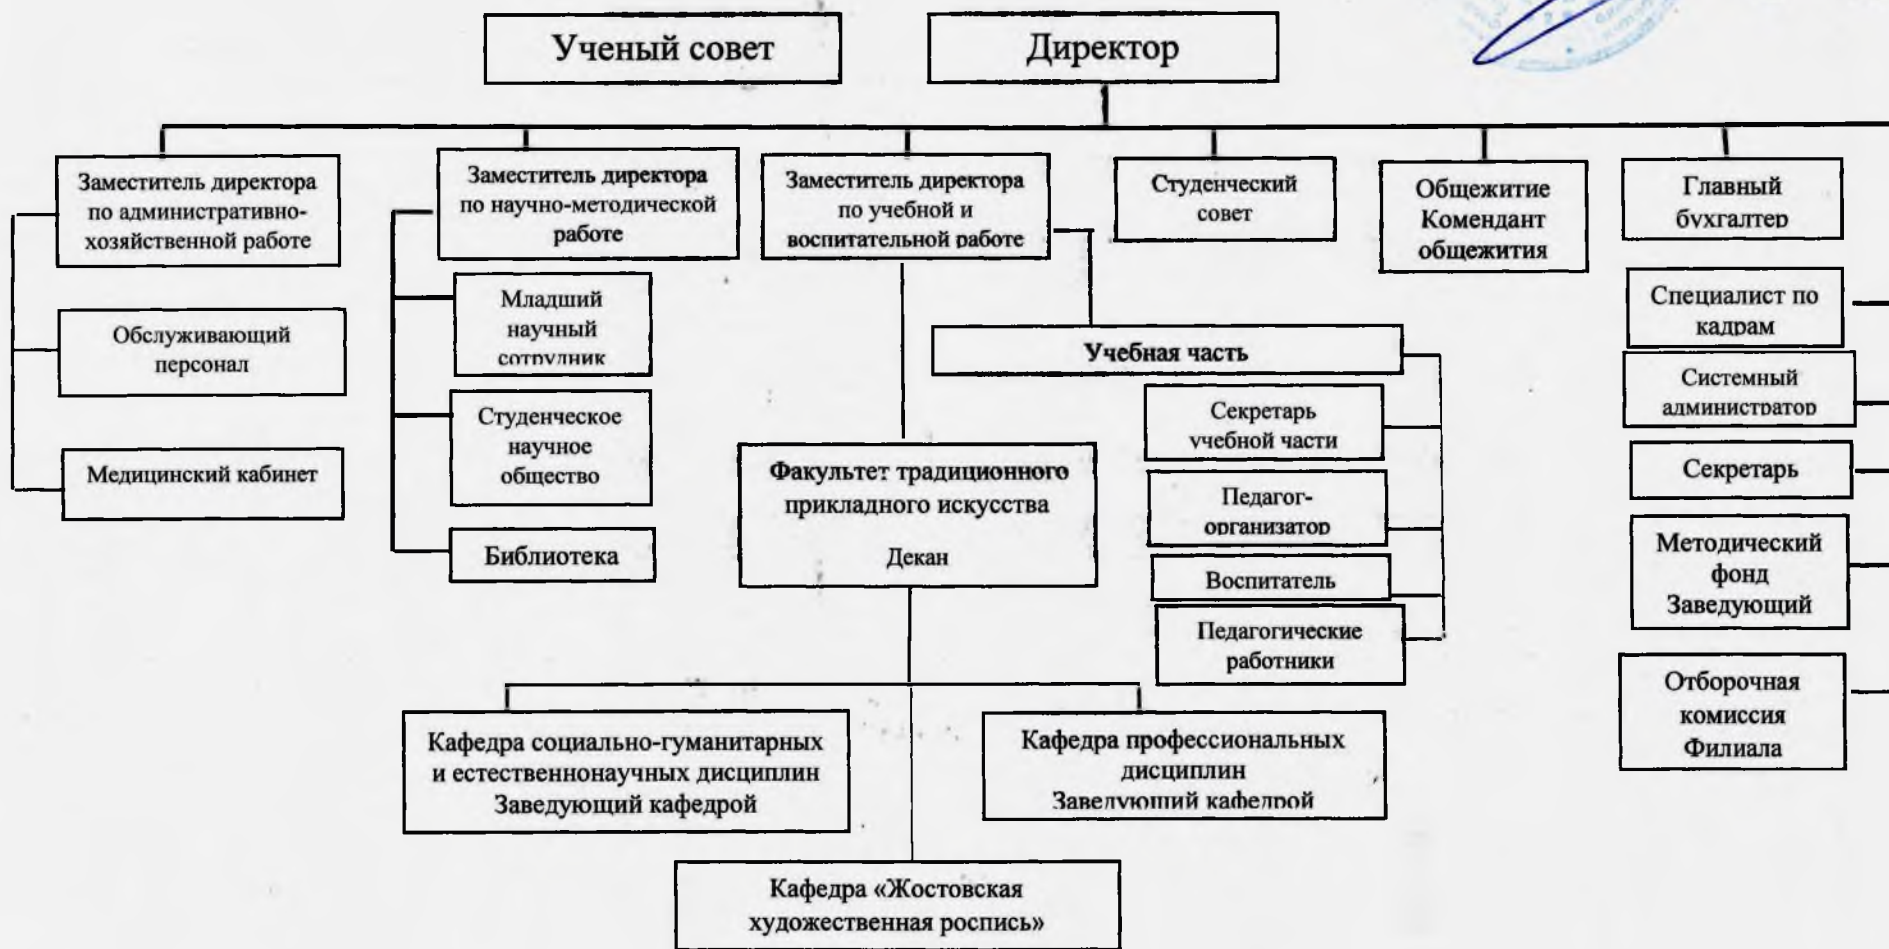 Ученый совет
Директор
Заместитель директора
по административно-
хозяйственной работе
Заместитель директора
по научно-методической
работе
Заместитель директора
по учебной и
воспитательной работе
Студенческий
совет
Общежитие
Комендант
общежития
Главный
бухгалтер
Обслуживающий
персонал
Медицинский кабинет
Младший
научный
сотрудник
Студенческое
научное
общество
Библиотека
Учебная часть
Секретарь
учебной части
Педагог-
организатор
Воспитатель
Педагогические
работники
Факультет традиционного
прикладного искусства
Декан
Специалист по
кадрам
Системный
администратор
Секретарь
Методический
фонд
Заведующий
Отборочная
комиссия
Филиала
Кафедра социально-гуманитарных
и естественнонаучных дисциплин
Заведующий кафедрой
Кафедра профессиональных
дисциплин
Заведующий кафедрой
Кафедра «Жостовская
художественная роспись»